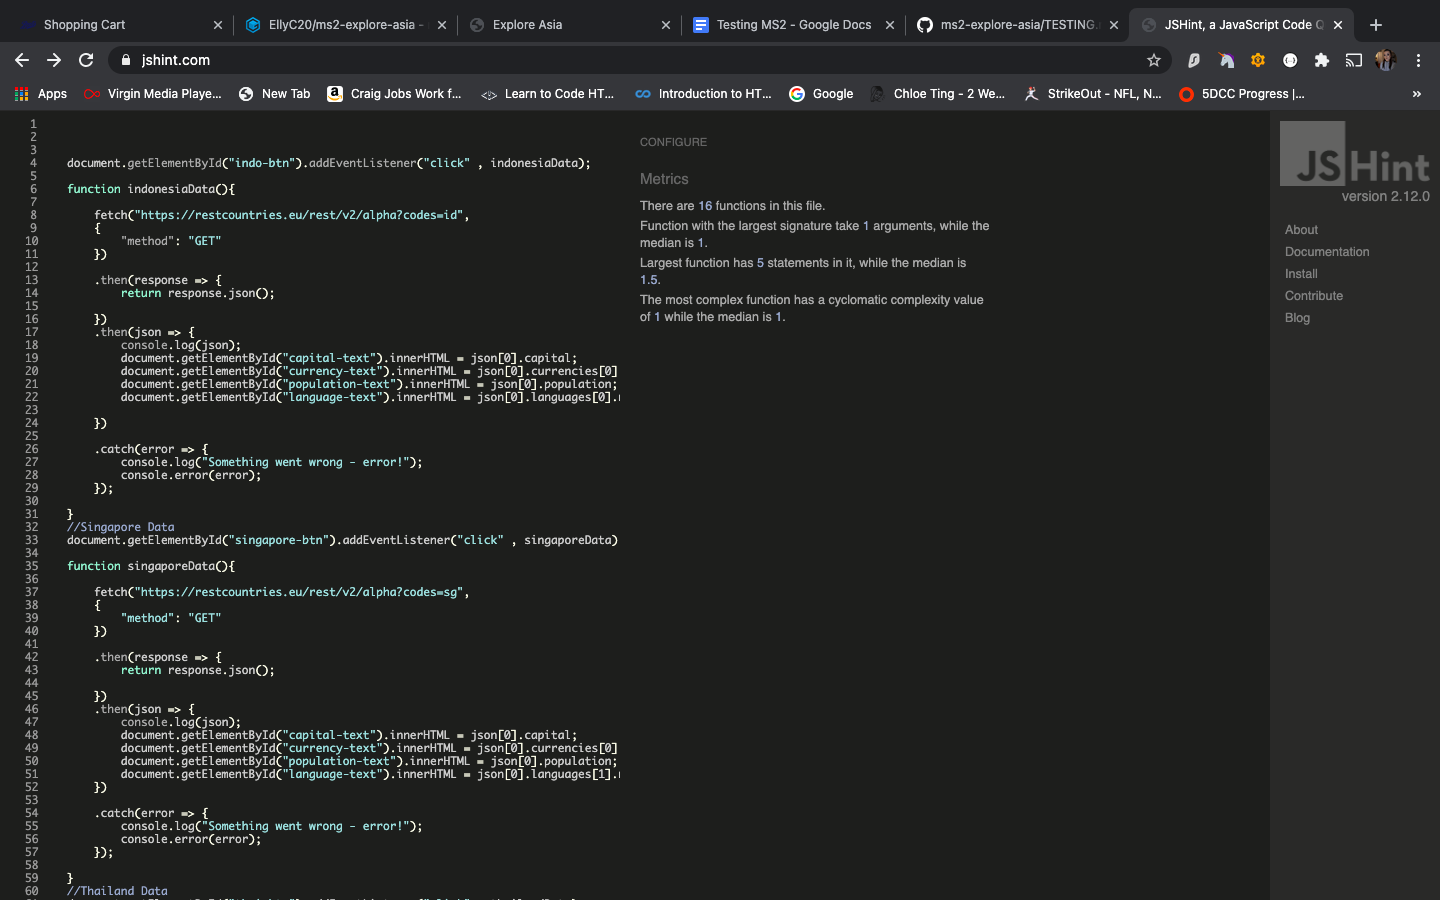 Shopping Cart
EllyC20/ms2-explore-asia -
Explore Asia
Testing MS2 - Google Docs
ms2-explore-asia/TESTING.
JSHint, a JavaScript Code Q
jshint.com
Apps
Virgin Media Playe...
New Tab
Craig Jobs Work f...
Learn to Code HT...
Introduction to HT...
Google
Chloe Ting - 2 We...
StrikeOut - NFL, N...
5DCC Progress |...
»
1
2
3
4 document.getElementById("indo-btn").addEventListener("click" , indonesiaData);
5
6 function indonesiaData(){
7
8 fetch("https://restcountries.eu/rest/v2/alpha?codes=id",
9 {
10 "method": "GET"
11 })
12
13 .then(response => {
14 return response.json();
15
16 })
17 .then(json => {
18 console.log(json);
19 document.getElementById("capital-text").innerHTML = json[0].capital;
20 document.getElementById("currency-text").innerHTML = json[0].currencies[0]
21 document.getElementById("population-text").innerHTML = json[0].population;
22 document.getElementById("language-text").innerHTML = json[0].languages[0].
23
24 })
25
26 .catch(error => {
27 console.log("Something went wrong - error!");
28 console.error(error);
29 });
30
31 }
32 //Singapore Data
33 document.getElementById("singapore-btn").addEventListener("click" , singaporeData)
34
35 function singaporeData(){
36
37 fetch("https://restcountries.eu/rest/v2/alpha?codes=sg",
38 {
39 "method": "GET"
40 })
41
42 .then(response => {
43 return response.json();
44
45 })
46 .then(json => {
47 console.log(json);
48 document.getElementById("capital-text").innerHTML = json[0].capital;
49 document.getElementById("currency-text").innerHTML = json[0].currencies[0]
50 document.getElementById("population-text").innerHTML = json[0].population;
51 document.getElementById("language-text").innerHTML = json[0].languages[1].
52 })
53
54 .catch(error => {
55 console.log("Something went wrong - error!");
56 console.error(error);
57 });
58
59 }
60 //Thailand Data
CONFIGURE
Metrics
There are 16 functions in this file.
Function with the largest signature take 1 arguments, while the
median is 1.
Largest function has 5 statements in it, while the median is
1.5.
The most complex function has a cyclomatic complexity value
of 1 while the median is 1.
JSHint
version 2.12.0
About
Documentation
Install
Contribute
Blog